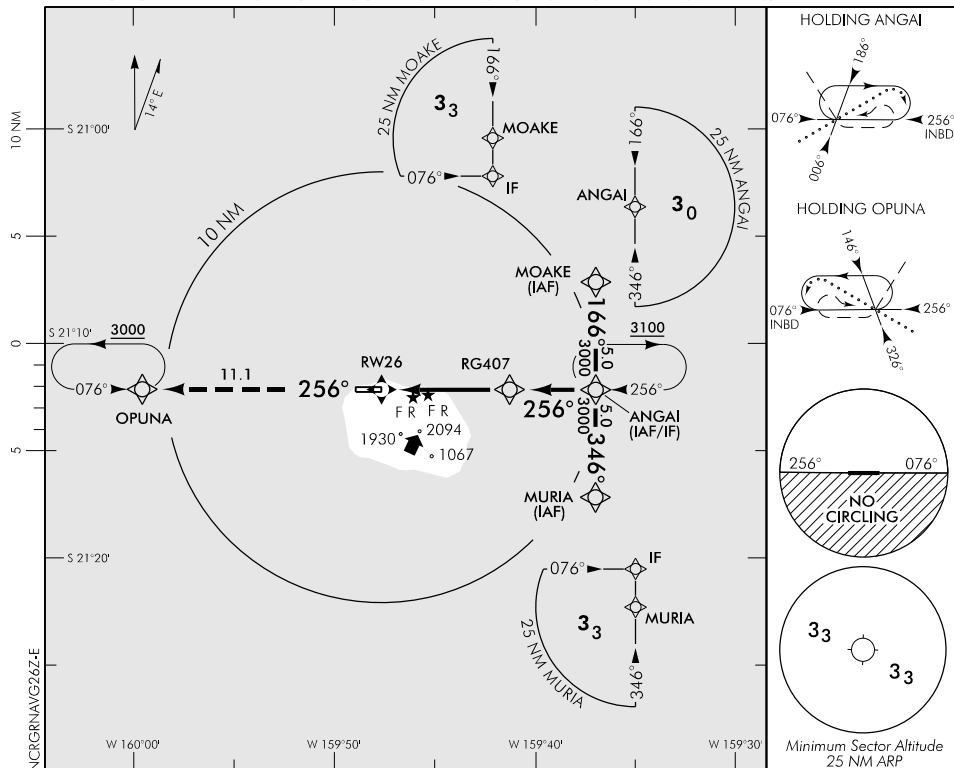 14° E
10 NM
5
0
5
S 21°00'
S 21°10'
S 21°20'
W 160°00'
W 159°50'
W 159°40'
W 159°30'
NCRGRNAVG26Z-E
25 NM MOAKE
3₃
166°
MOAKE
076°
IF
166°
25 NM ANGAI
ANGAI
3₀
346°
10 NM
MOAKE
(IAF)
166°
5.0
3000
3000
076°
OPUNA
11.1
256°
RW26
RG407
256°
3100
256°
ANGAI
(IAF/IF)
5.0
3000
346°
MURIA
(IAF)
F R
F R
1930
2094
1067
076°
IF
MURIA
3₃
25 NM MURIA
346°
HOLDING ANGAI
186°
076°
256°
INBD
006°
HOLDING OPUNA
146°
076°
INBD
256°
326°
256°
076°
NO
CIRCLING
3₃
3₃
Minimum Sector Altitude
25 NM ARP